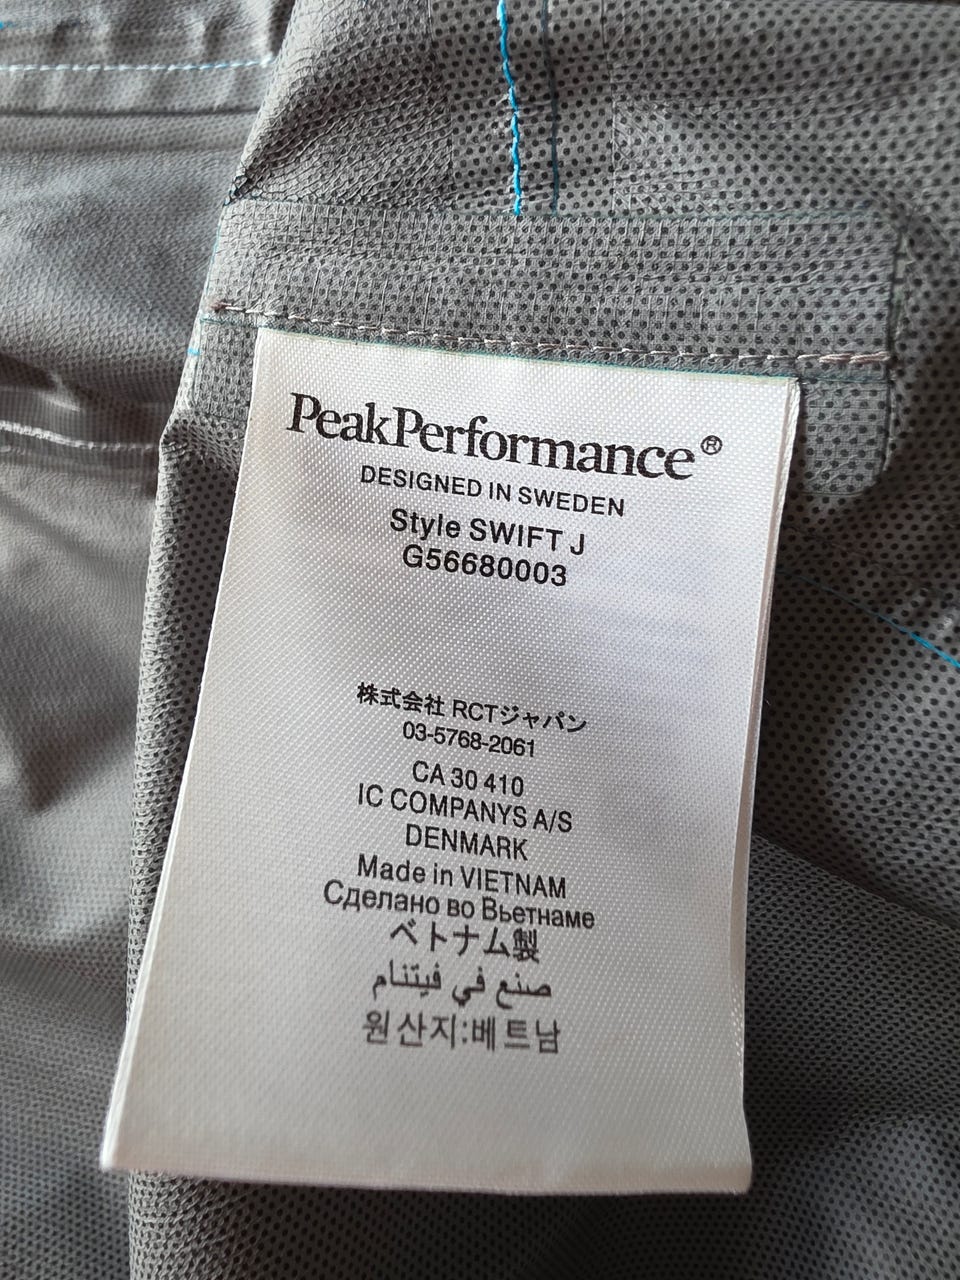 PeakPerformance®
DESIGNED IN SWEDEN
Style SWIFT J
G56680003
株式会社 RCTジャパン
03-5768-2061
CA 30 410
IC COMPANYS A/S
DENMARK
Made in VIETNAM
Сделано во Вьетнаме
ベトナム製
صنع في فيتنام
원산지:베트남